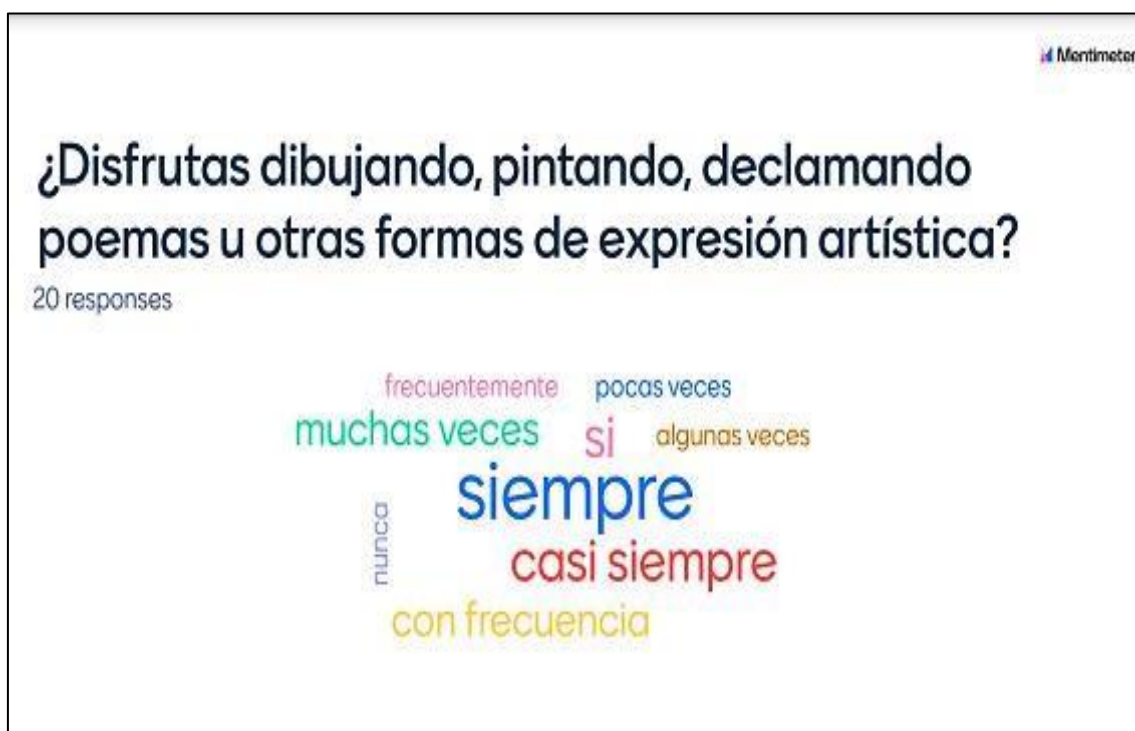 Mentimeter
¿Disfrutas dibujando, pintando, declamando
poemas u otras formas de expresión artística?
20 responses
frecuentemente pocas veces
muchas veces si algunas veces
siempre
nunca
casi siempre
con frecuencia